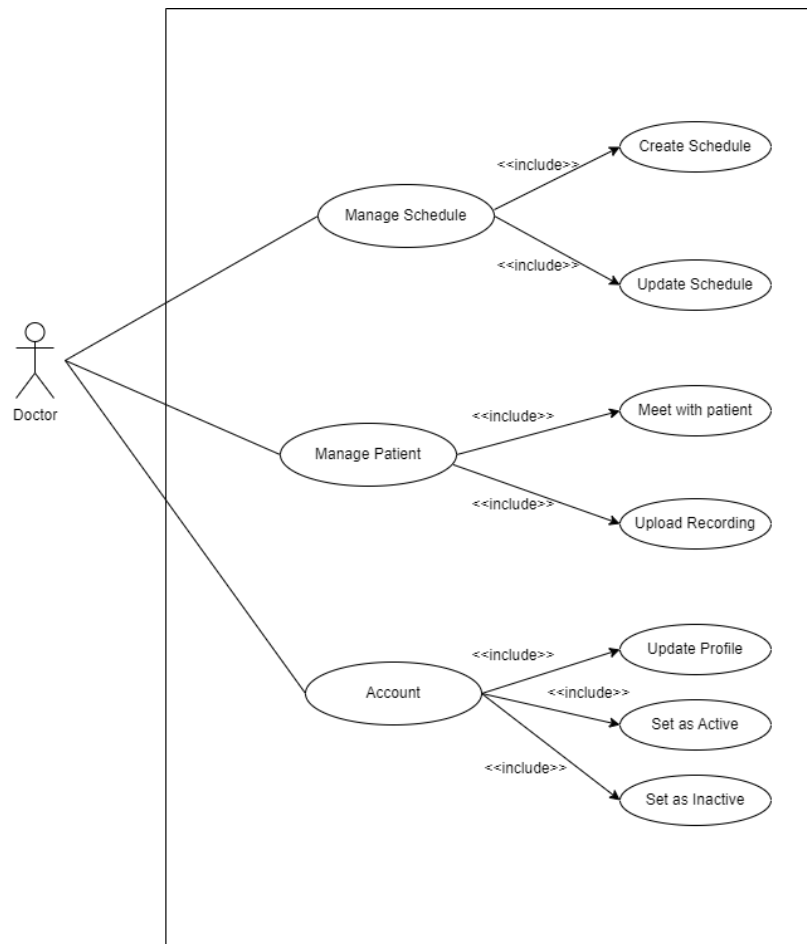 <<include>>
Create Schedule
Manage Schedule
<<include>>
Update Schedule
Doctor
<<include>>
Meet with patient
Manage Patient
<<include>>
Upload Recording
<<include>>
Update Profile
Account
<<include>>
Set as Active
<<include>>
Set as Inactive